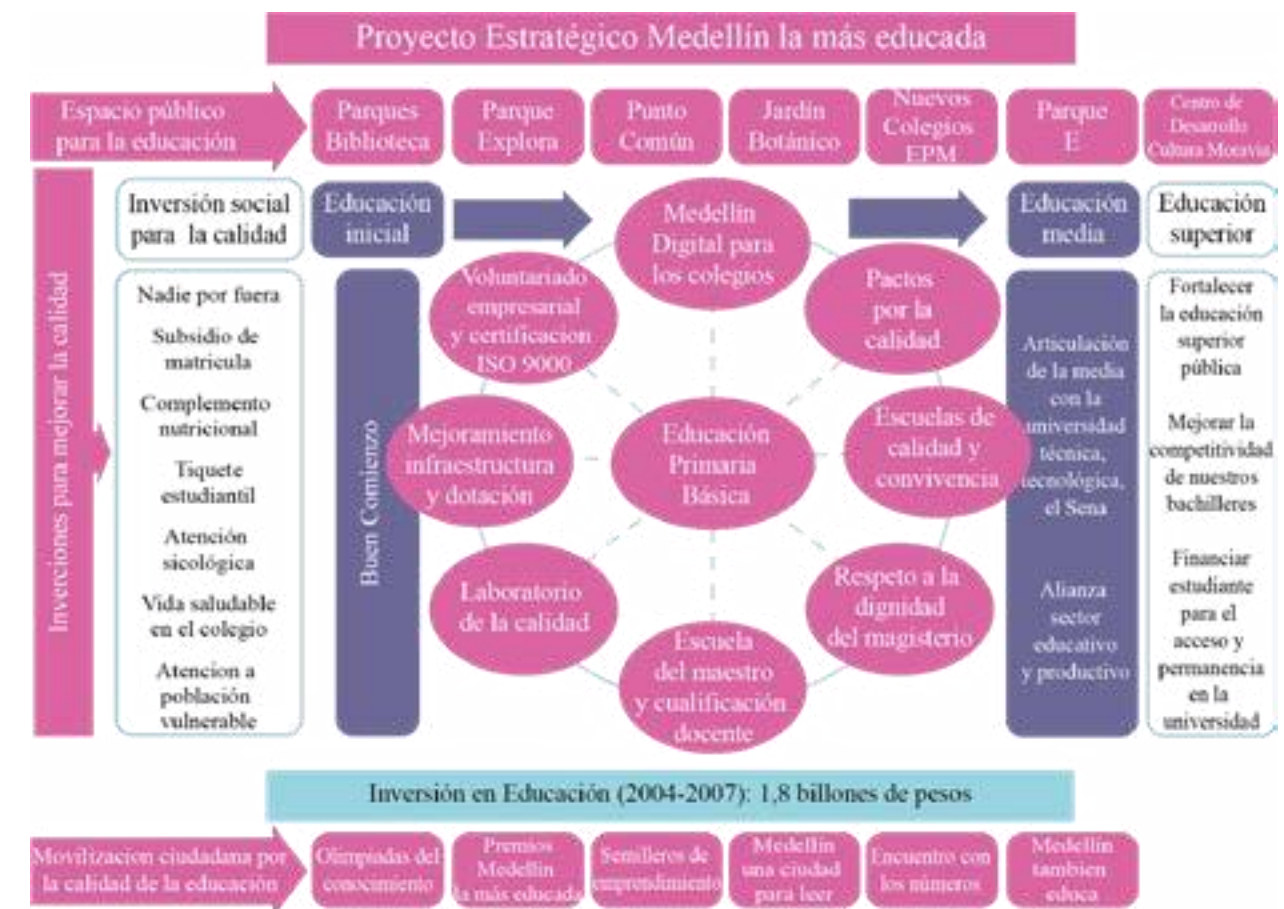 Proyecto Estratégico Medellín la más educada
Espacio público
para la educación
Parques
Biblioteca
Parque
Explora
Punto
Común
Jardín
Botánico
Nuevos
Colegios
EPM
Parque
E
Centro de
Desarrollo
Cultura Moravia
Inverciones para mejorar la calidad
Inversión social
para la calidad
Nadie por fuera
Subsidio de
matricula
Complemento
nutricional
Tiquete
estudiantil
Atención
sicológica
Vida saludable
en el colegio
Atencion a
población
vulnerable
Educación
inicial
Buen Comienzo
Medellín
Digital para
los colegios
Voluntariado
empresarial
y certificacion
ISO 9000
Pactos
por la
calidad
Mejoramiento
infraestructura
y dotación
Educación
Primaria
Básica
Escuelas de
calidad y
convivencia
Laboratorio
de la calidad
Respeto a la
dignidad
del magisterio
Escuela
del maestro
y cualificación
docente
Educación
media
Articulación
de la media
con la
universidad
técnica,
tecnológica,
el Sena
Alianza
sector
educativo
y productivo
Educación
superior
Fortalecer
la educación
superior
pública
Mejorar la
competitividad
de nuestros
bachilleres
Financiar
estudiante
para el
acceso y
permanencia
en la
universidad
Inversión en Educación (2004-2007): 1,8 billones de pesos
Movilizacion ciudadana por
la calidad de la educación
Olimpiadas del
conocimiento
Premios
Medellín
la más educada
Semilleros de
emprendimiento
Medellín
una ciudad
para leer
Encuentro con
los números
Medellín
tambien
educa